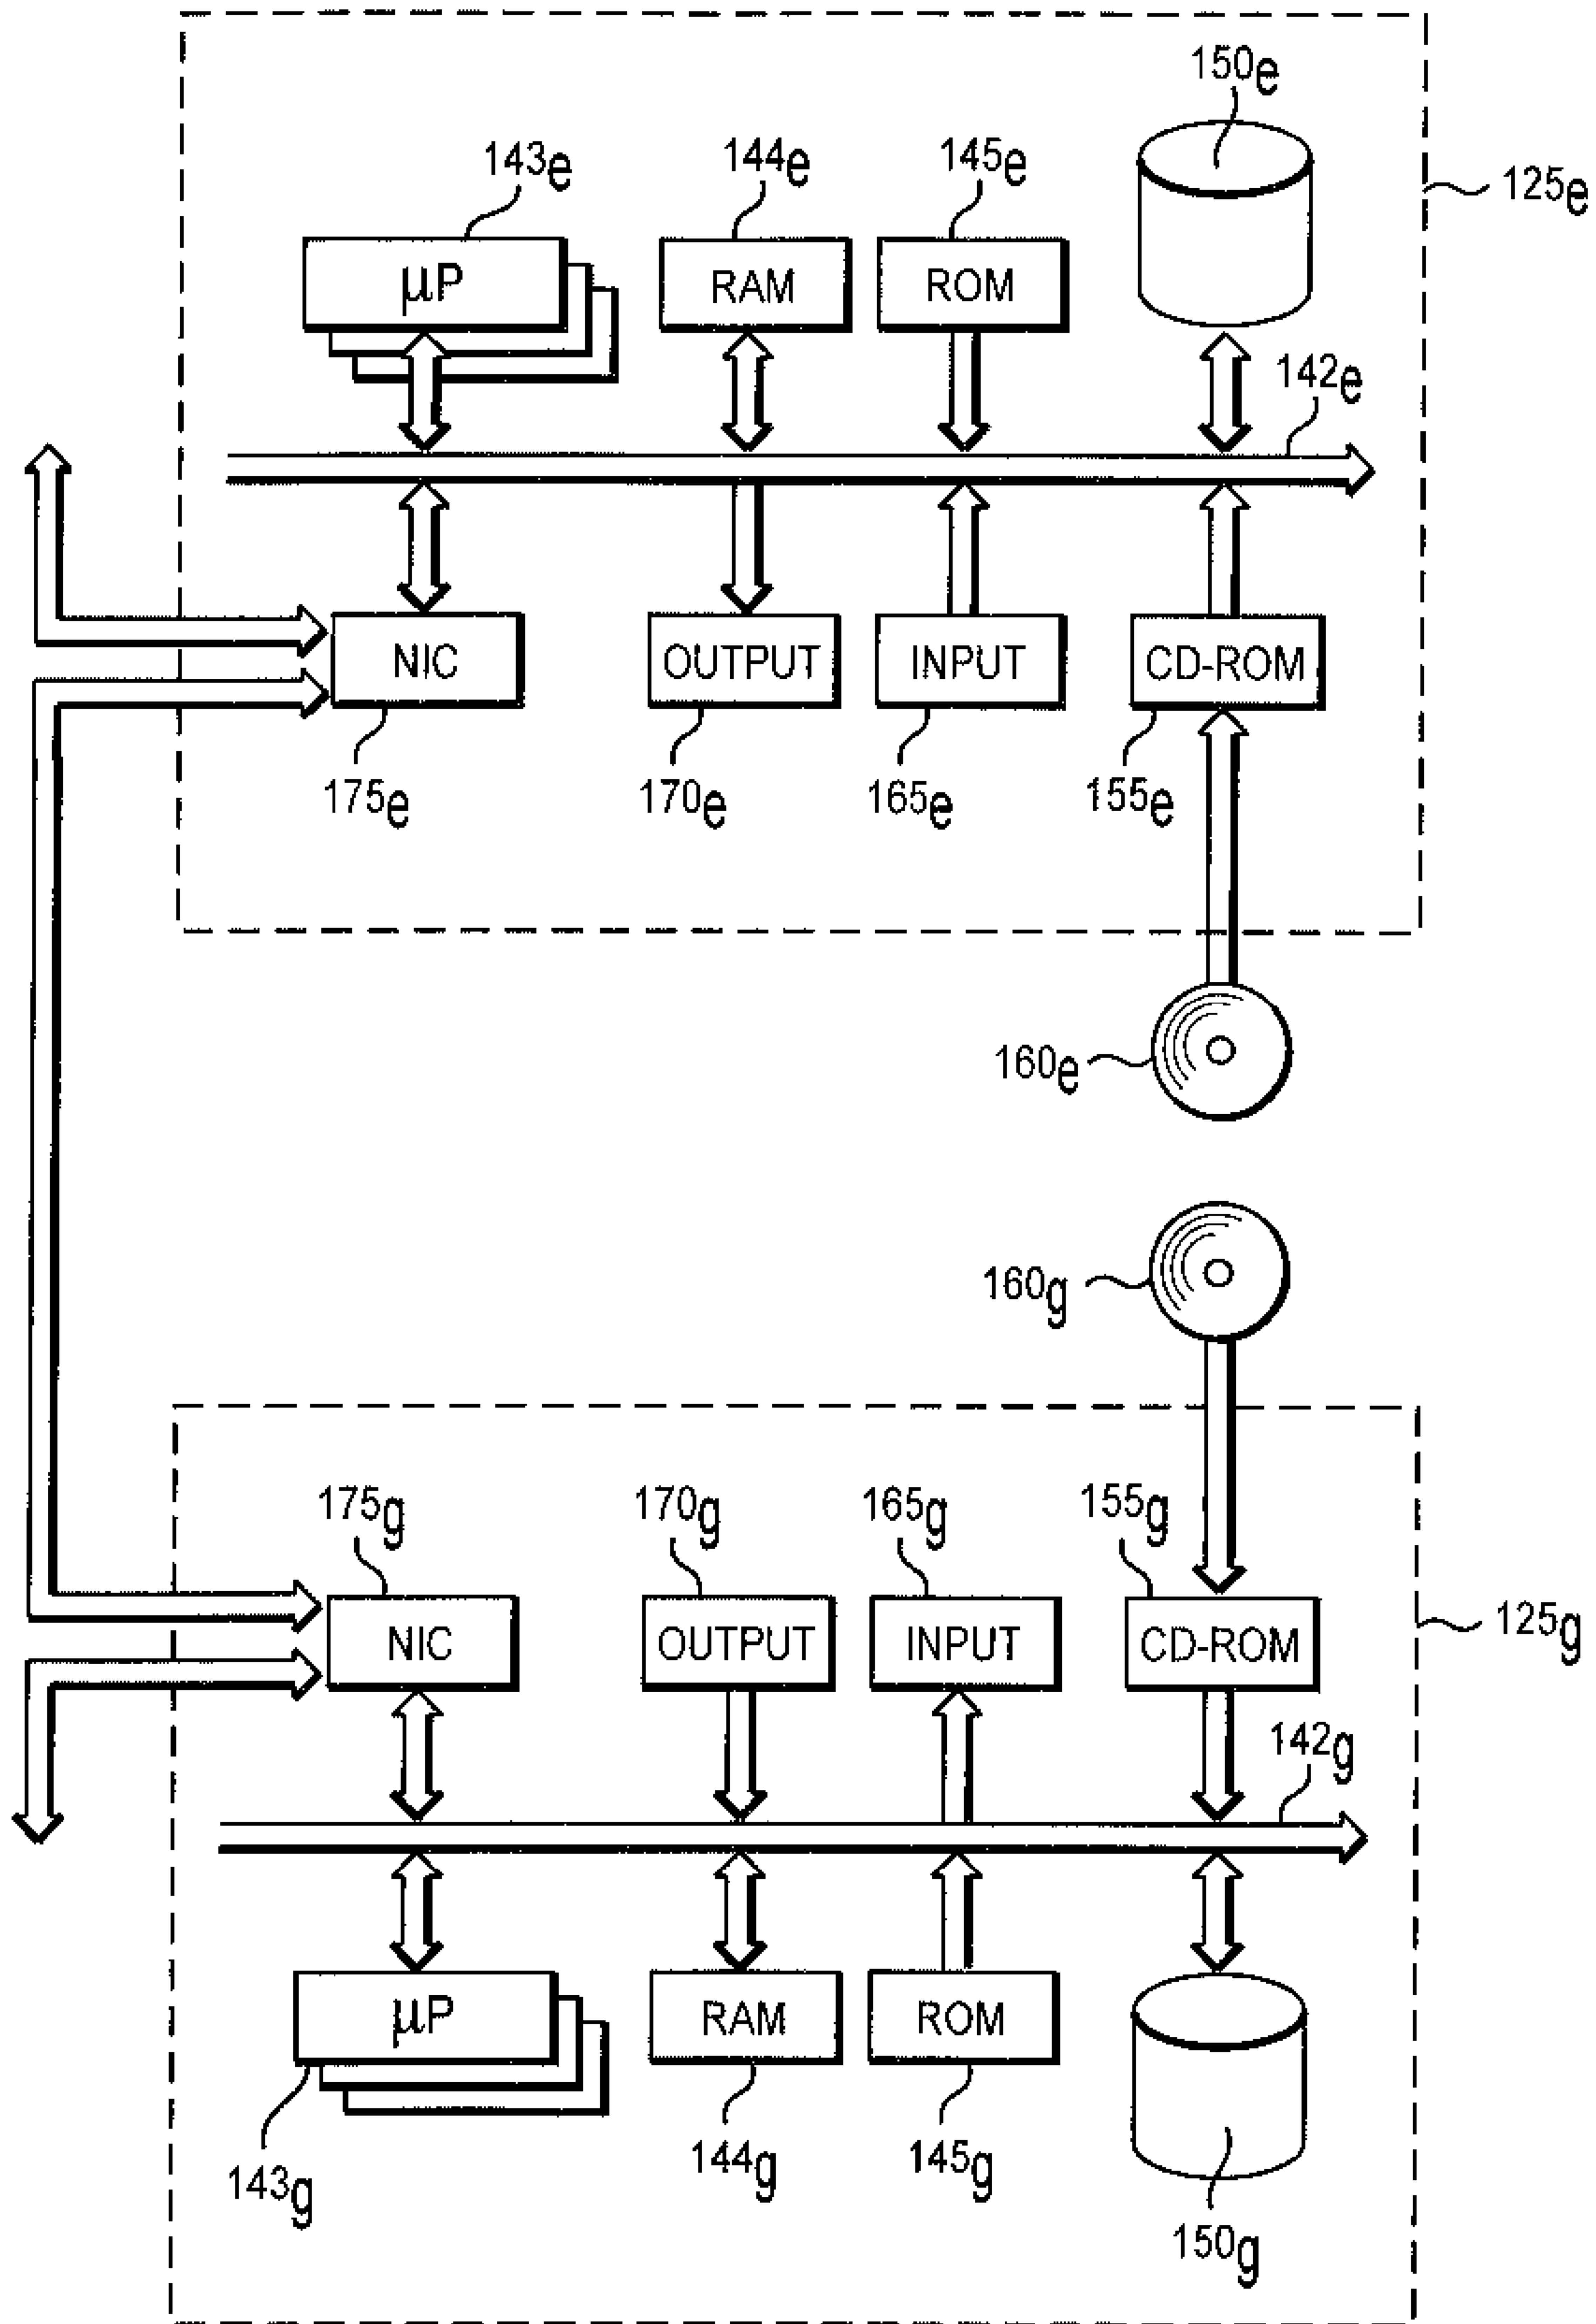 150e
143e 144e 145e
125e
µP RAM ROM
142e
NIC OUTPUT INPUT CD-ROM
175e 170e 165e 155e
160e
160g
175g 170g 165g 155g
125g
NIC OUTPUT INPUT CD-ROM
142g
µP RAM ROM
143g 144g 145g
150g